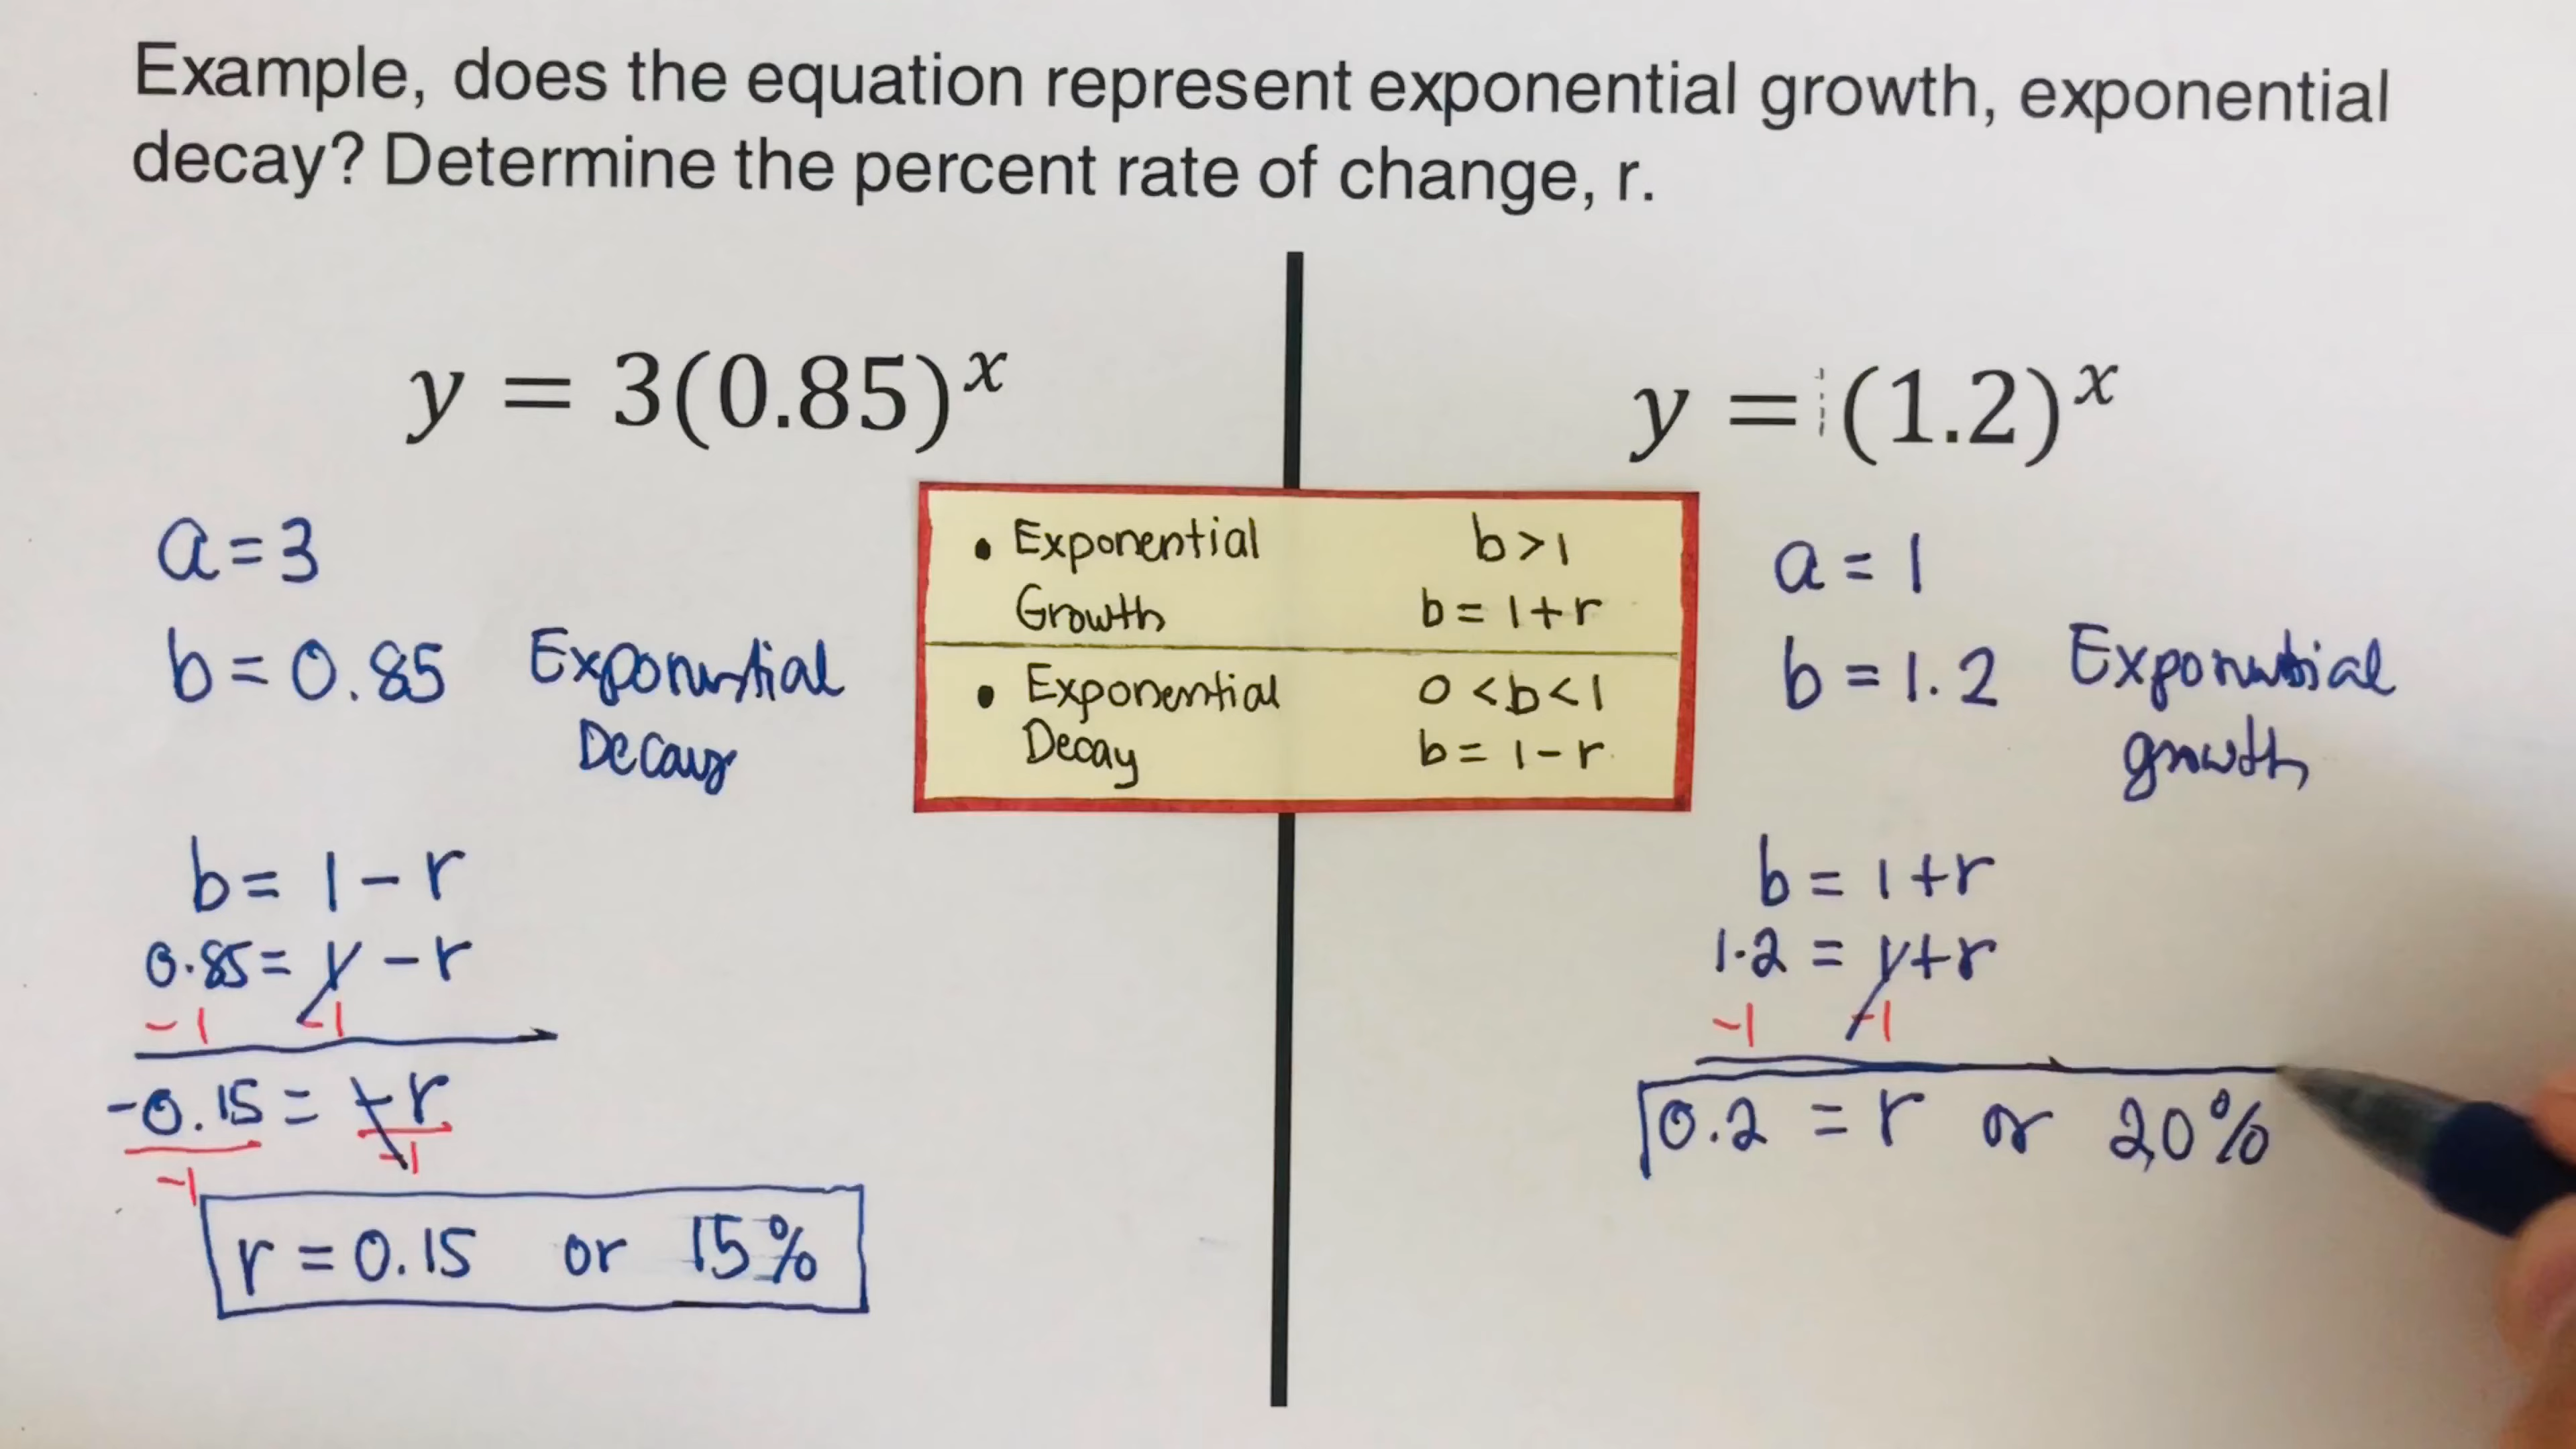 Example, does the equation represent exponential growth, exponential
decay? Determine the percent rate of change, r.
y = 3(0.85)^x
a = 3
b = 0.85 Exponential
Decay
b = 1 - r
0.85 = 1 - r
-1 -1
-0.15 = -r
-1 -1
r = 0.15 or 15%
• Exponential b > 1
Growth b = 1 + r
• Exponential 0 < b < 1
Decay b = 1 - r
y = 1(1.2)^x
a = 1
b = 1.2 Exponential
growth
b = 1 + r
1.2 = 1 + r
-1 -1
0.2 = r or 20%